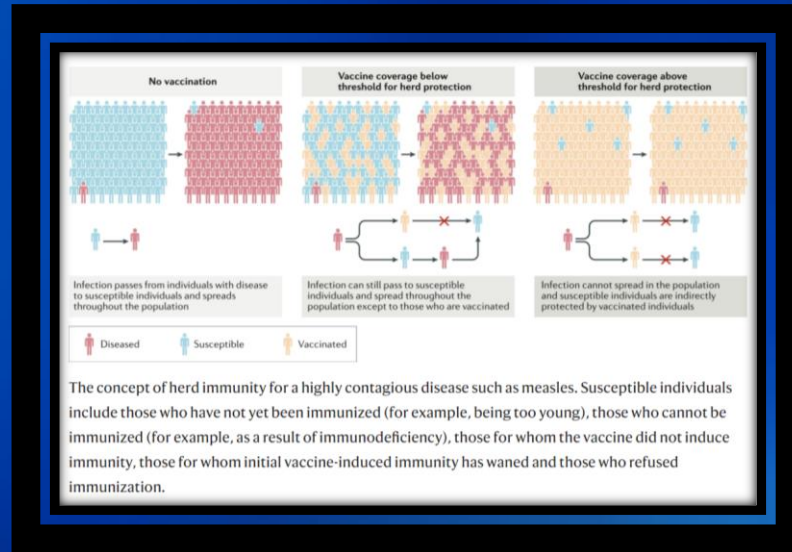 No vaccination
Vaccine coverage below
threshold for herd protection
Vaccine coverage above
threshold for herd protection
Infection passes from individuals with disease
to susceptible individuals and spreads
throughout the population
Infection can still pass to susceptible
individuals and spread throughout the
population except to those who are vaccinated
Infection cannot spread in the population
and susceptible individuals are indirectly
protected by vaccinated individuals
Diseased
Susceptible
Vaccinated
The concept of herd immunity for a highly contagious disease such as measles. Susceptible individuals
include those who have not yet been immunized (for example, being too young), those who cannot be
immunized (for example, as a result of immunodeficiency), those for whom the vaccine did not induce
immunity, those for whom initial vaccine-induced immunity has waned and those who refused
immunization.